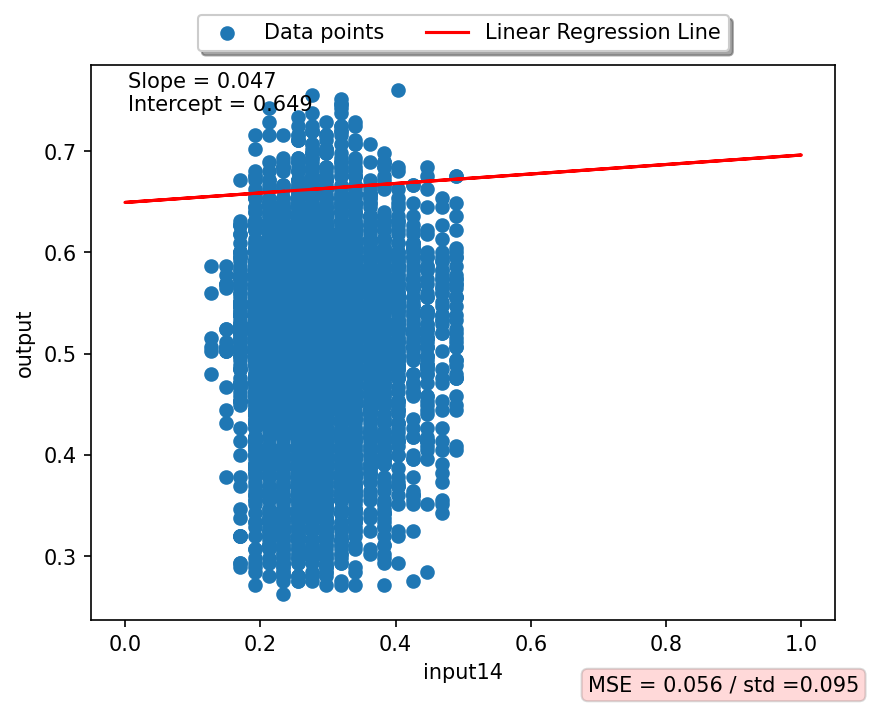 Data points Linear Regression Line
Slope = 0.047
Intercept = 0.649
0.7
0.6
0.5
0.4
0.3
output
0.0 0.2 0.4 0.6 0.8 1.0
input14
MSE = 0.056 / std =0.095